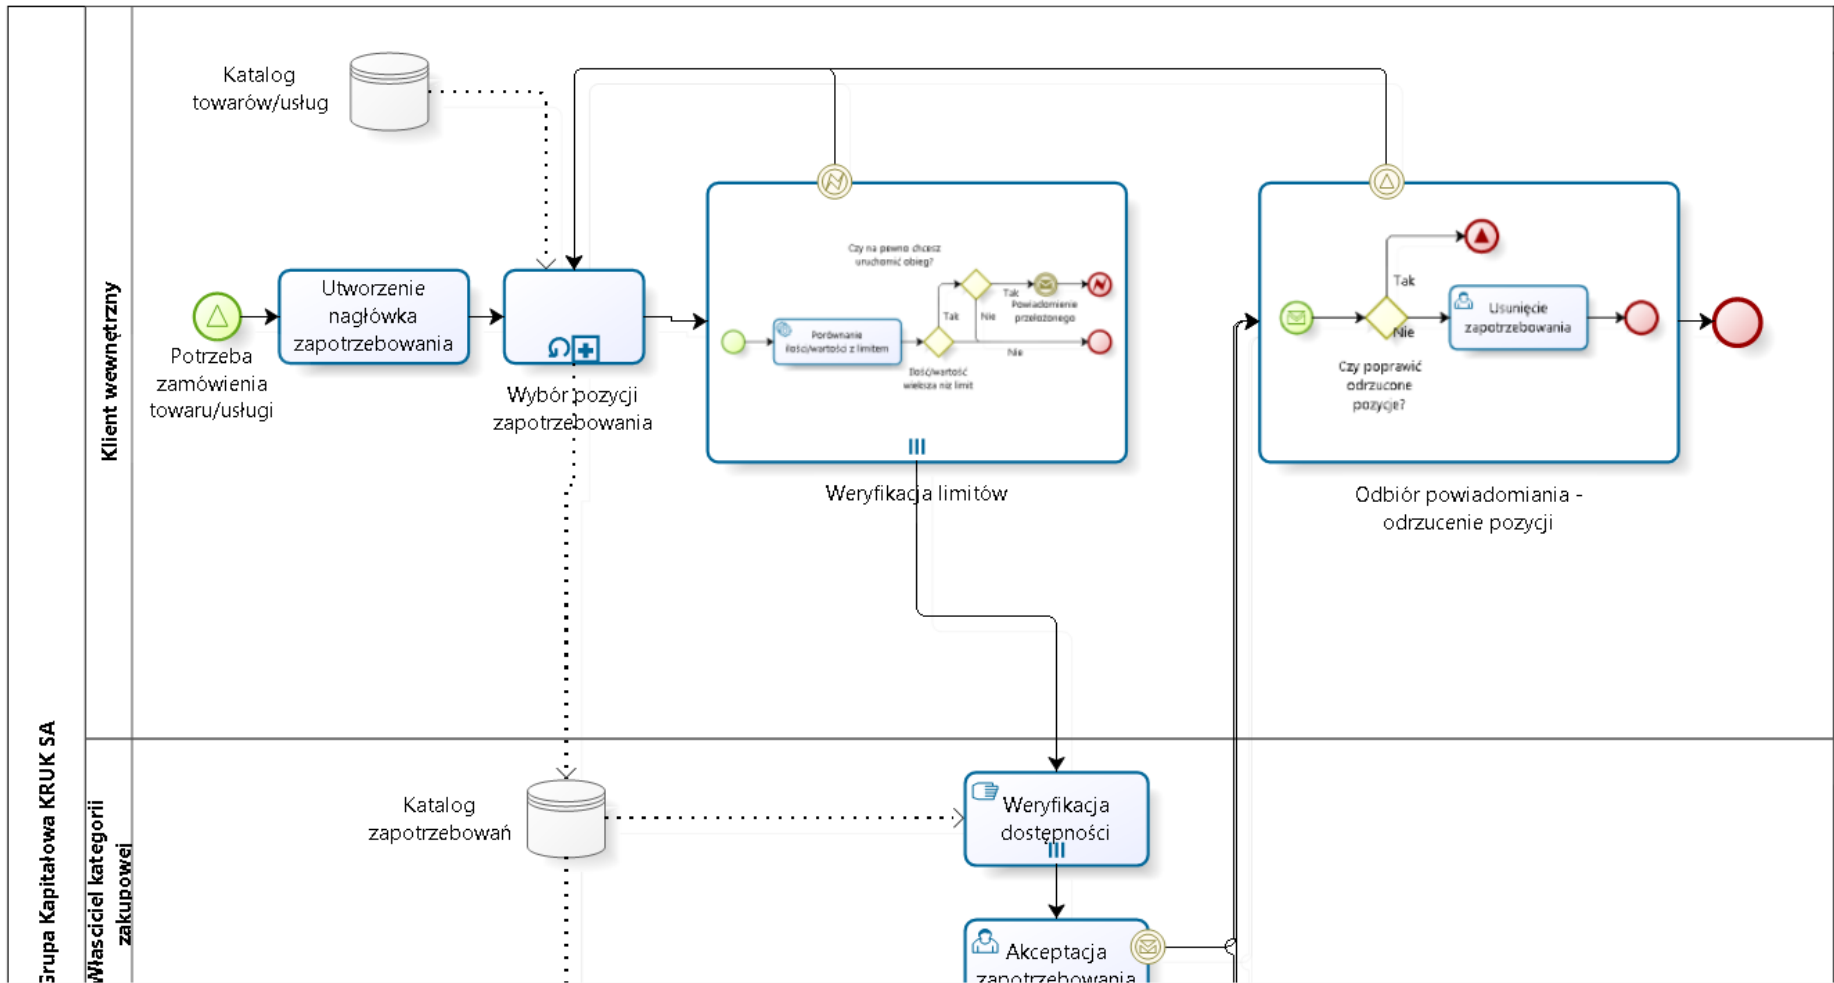 Grupa Kapitałowa KRUK SA
Klient wewnętrzny
Katalog
towarów/usług
Potrzeba
zamówienia
towaru/usługi
Utworzenie
nagłówka
zapotrzebowania
Wybór pozycji
zapotrzebowania
Czy na pewno chcesz
uruchomić obieg?
Porównanie
ilości/wartości z limitem
Tak
Ilość/wartość
większa niż limit
Tak
Nie
Powiadomienie
przełożonego
Nie
Weryfikacja limitów
Tak
Nie
Czy poprawić
odrzucone
pozycje?
Usunięcie
zapotrzebowania
Odbiór powiadomiania -
odrzucenie pozycji
Właściciel kategorii
zakupowej
Katalog
zapotrzebowań
Weryfikacja
dostępności
Akceptacja
zapotrzebowania